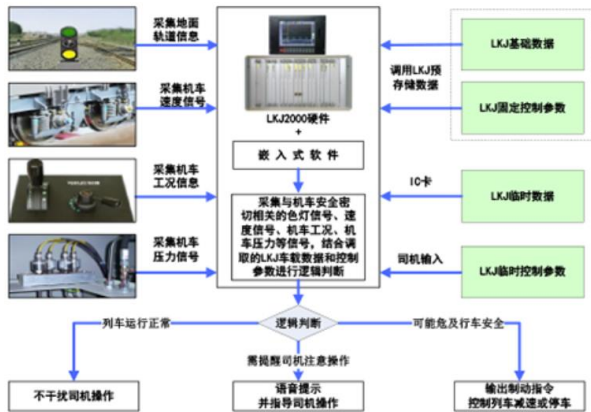 采集地面
轨道信息
采集机车
速度信号
采集机车
工况信息
采集机车
压力信号
LKJ2000硬件
+
嵌入式软件
采集与机车安全密
切相关的色灯信号、速
度信号、机车工况、机
车压力等信号，结合调
取的LKJ车载数据和控制
参数进行逻辑判断
调用LKJ预
存储数据
IC卡
司机输入
LKJ基础数据
LKJ固定控制参数
LKJ临时数据
LKJ临时控制参数
逻辑判断
列车运行正常
需提醒司机注意操作
可能危及行车安全
不干扰司机操作
语音提示
并指导司机操作
输出制动指令
控制列车减速或停车